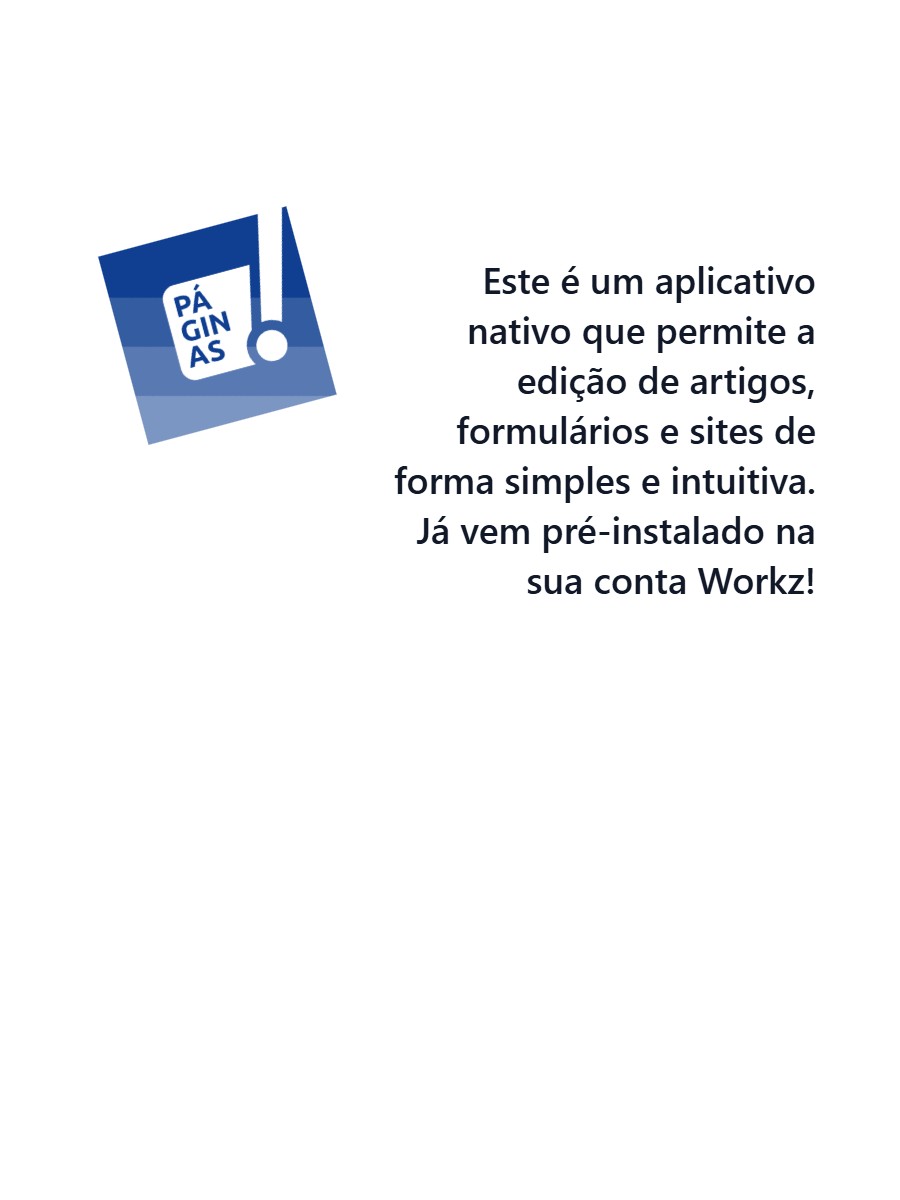 PÁ
GIN
AS
Este é um aplicativo
nativo que permite a
edição de artigos,
formulários e sites de
forma simples e intuitiva.
Já vem pré-instalado na
sua conta Workz!